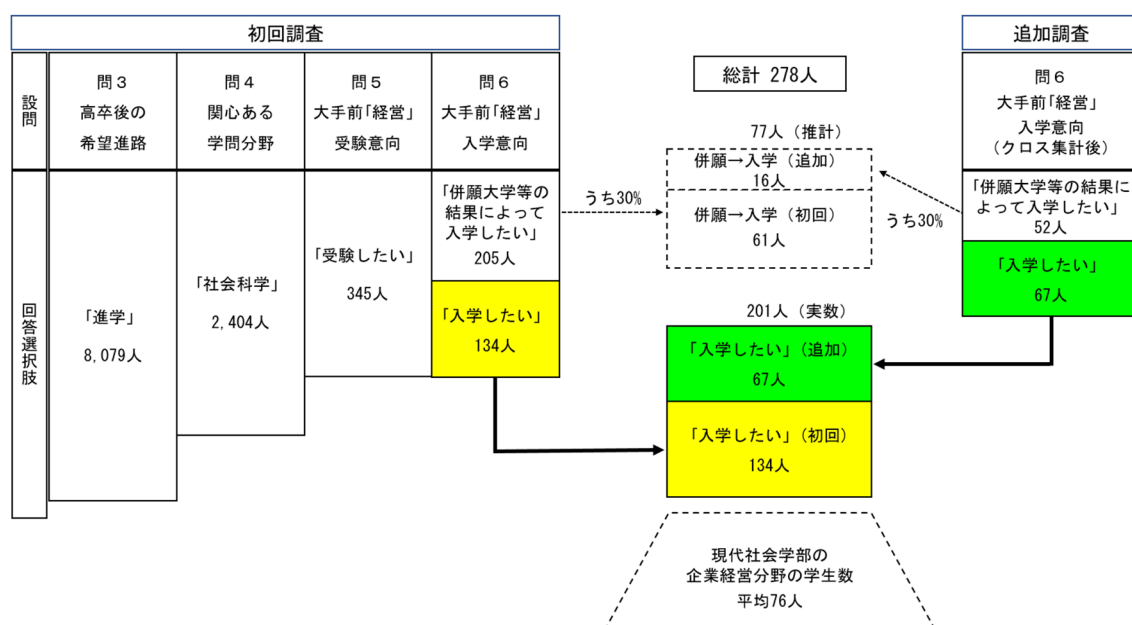 初回調査
追加調査
設問
問3
高卒後の
希望進路
問4
関心ある
学問分野
問5
大手前「経営」
受験意向
問6
大手前「経営」
入学意向
総計 278人
問6
大手前「経営」
入学意向
(クロス集計後)
回答選択肢
「進学」
8,079人
「社会科学」
2,404人
「受験したい」
345人
「併願大学等の
結果によって
入学したい」
205人
「入学したい」
134人
うち30%
77人(推計)
併願→入学(追加)
16人
併願→入学(初回)
61人
うち30%
「併願大学等の結果に
よって入学したい」
52人
「入学したい」
67人
201人(実数)
「入学したい」(追加)
67人
「入学したい」(初回)
134人
現代社会学部の
企業経営分野の学生数
平均76人